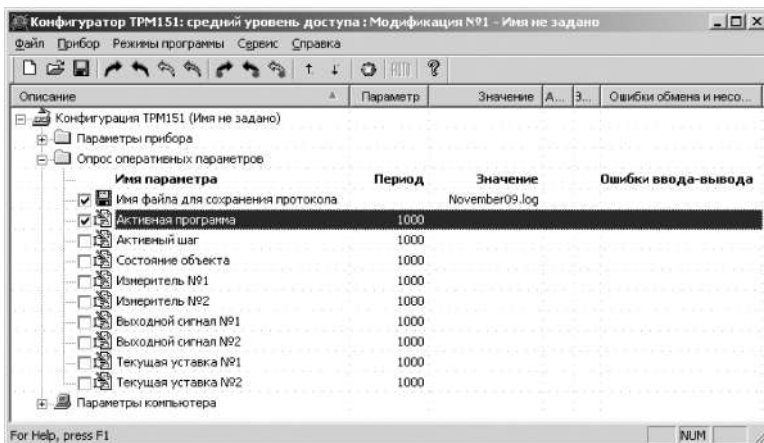 Конфигуратор ТРМ151: средний уровень доступа : Модификация №1 - Имя не задано
Файл Прибор Режимы программы Сервис Справка
Описание Параметр Значение А... Э... Ошибки обмена и несо...
Конфигурация ТРМ151 (Имя не задано)
Параметры прибора
Опрос оперативных параметров
Имя параметра Период Значение Ошибки ввода-вывода
Имя файла для сохранения протокола November09.log
Активная программа 1000
Активный шаг 1000
Состояние объекта 1000
Измеритель №1 1000
Измеритель №2 1000
Выходной сигнал №1 1000
Выходной сигнал №2 1000
Текущая уставка №1 1000
Текущая уставка №2 1000
Параметры компьютера
For Help, press F1 NUM